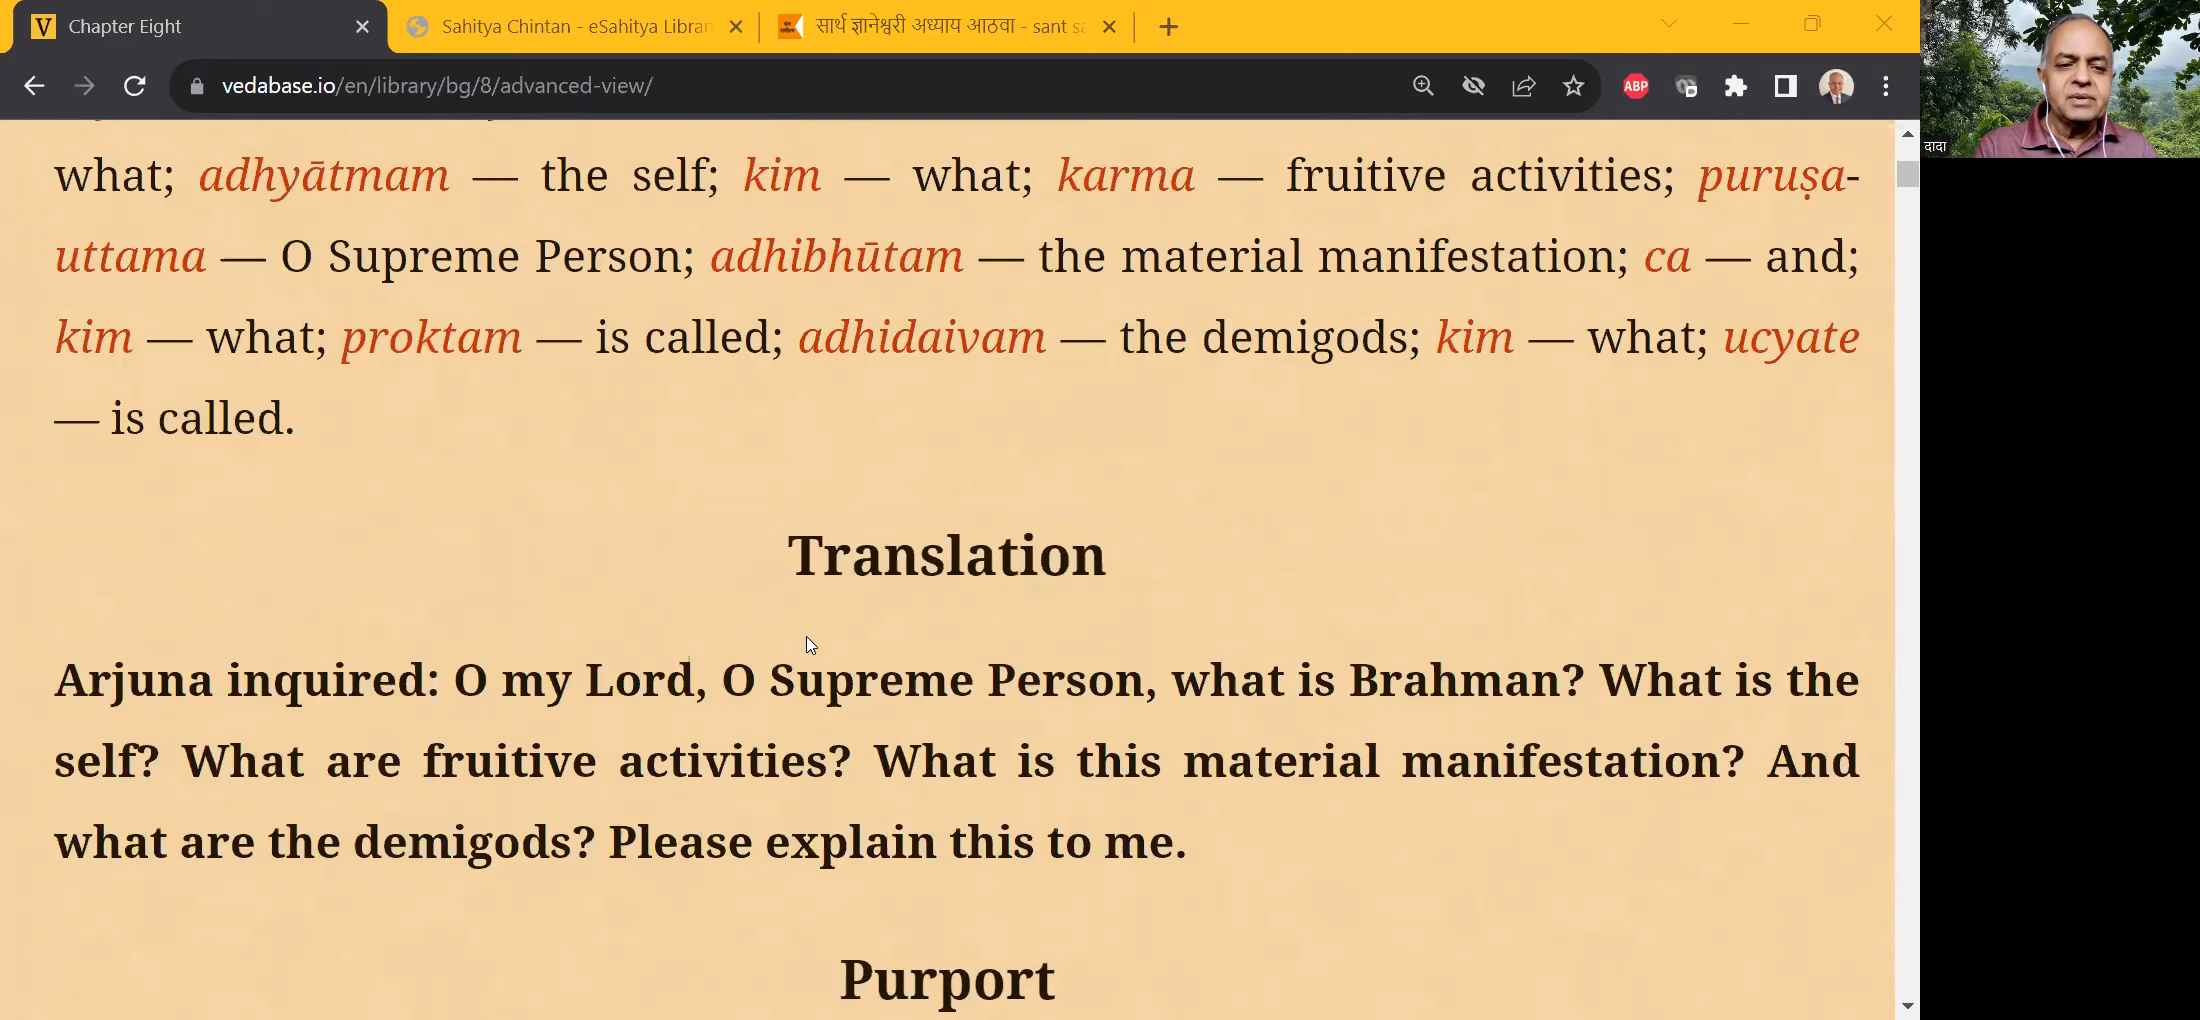 Chapter Eight
Sahitya Chintan - eSahitya Librar
सार्थ ज्ञानेश्वरी अध्याय आठवा - sant sa
vedabase.io/en/library/bg/8/advanced-view/
ABP
दादा
what; adhyātmam — the self; kim — what; karma — fruitive activities; puruṣa-
uttama — O Supreme Person; adhibhūtam — the material manifestation; ca — and;
kim — what; proktam — is called; adhidaivam — the demigods; kim — what; ucyate
— is called.
Translation
Arjuna inquired: O my Lord, O Supreme Person, what is Brahman? What is the
self? What are fruitive activities? What is this material manifestation? And
what are the demigods? Please explain this to me.
Purport